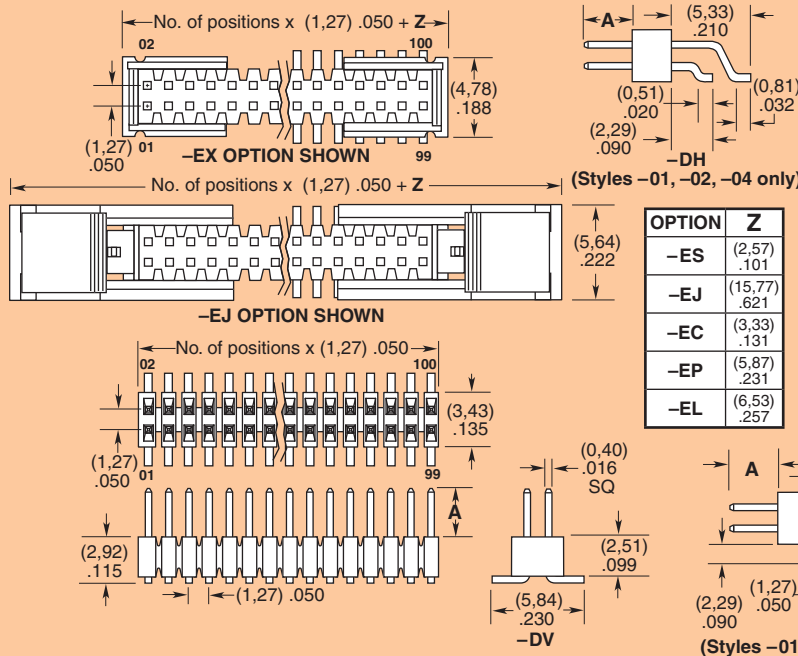 No. of positions x (1,27) .050 + Z
02
100
(4,78)
.188
(1,27)
.050
01
99
–EX OPTION SHOWN
A
(5,33)
.210
(0,51)
.020
(0,81)
.032
(2,29)
.090
–DH
(Styles –01, –02, –04 only)
No. of positions x (1,27) .050 + Z
(5,64)
.222
–EJ OPTION SHOWN
OPTION Z
–ES (2,57) .101
–EJ (15,77) .621
–EC (3,33) .131
–EP (5,87) .231
–EL (6,53) .257
No. of positions x (1,27) .050
02
100
(3,43)
.135
(1,27)
.050
01
99
A
(2,92)
.115
(1,27) .050
(0,40)
.016
SQ
(2,51)
.099
(5,84)
.230
–DV
A
(1,27)
.050
(2,29)
.090
(Styles –01